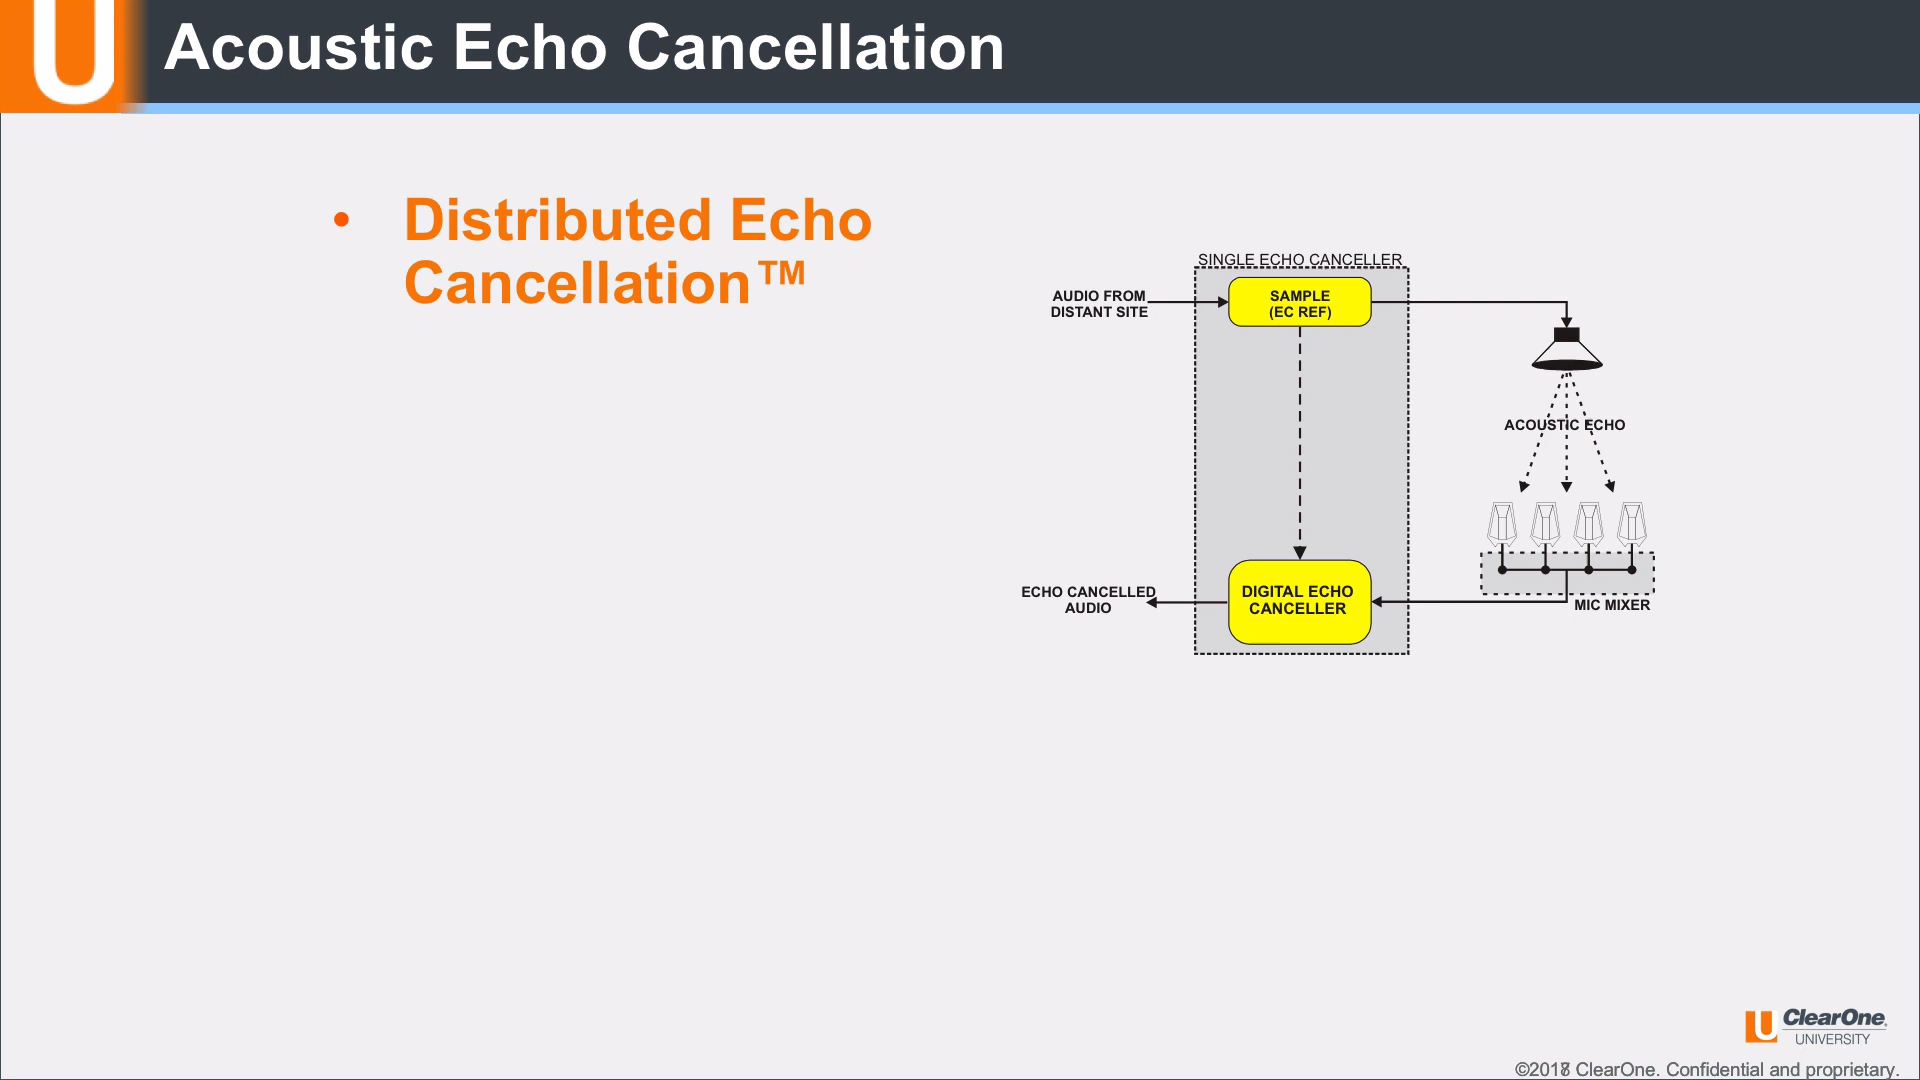 U
Acoustic Echo Cancellation
• Distributed Echo
Cancellation™
SINGLE ECHO CANCELLER
AUDIO FROM
DISTANT SITE
SAMPLE
(EC REF)
ACOUSTIC ECHO
ECHO CANCELLED
AUDIO
DIGITAL ECHO
CANCELLER
MIC MIXER
U ClearOne.
UNIVERSITY
ClearOne. Confidential and proprietary.